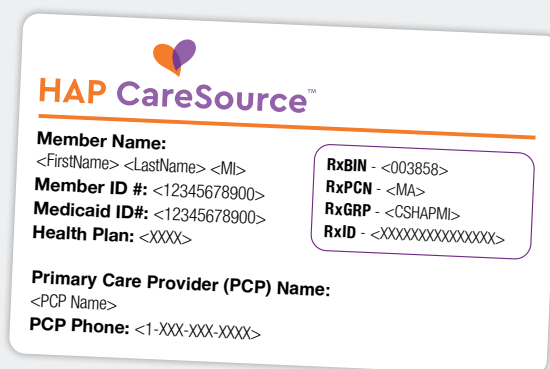 HAP CareSource™
Member Name:
<FirstName> <LastName> <MI>
Member ID #: <12345678900>
Medicaid ID#: <12345678900>
Health Plan: <XXXX>
RxBIN - <003858>
RxPCN - <MA>
RxGRP - <CSHAPMI>
RxID - <XXXXXXXXXXXXXXX>
Primary Care Provider (PCP) Name:
<PCP Name>
PCP Phone: <1-XXX-XXX-XXXX>